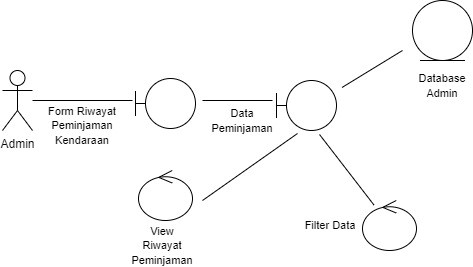 Database
Admin
Form Riwayat
Peminjaman
Kendaraan
Data
Peminjaman
Admin
View
Riwayat
Peminjaman
Filter Data